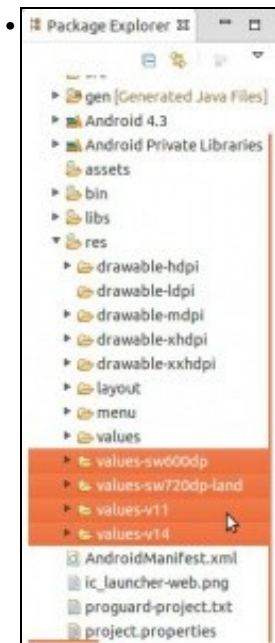 Package Explorer
gen [Generated Java Files]
Android 4.3
Android Private Libraries
assets
bin
libs
res
drawable-hdpi
drawable-ldpi
drawable-mdpi
drawable-xhdpi
drawable-xxhdpi
layout
menu
values
values-sw600dp
values-sw720dp-land
values-v11
values-v14
AndroidManifest.xml
ic_launcher-web.png
proguard-project.txt
project.properties